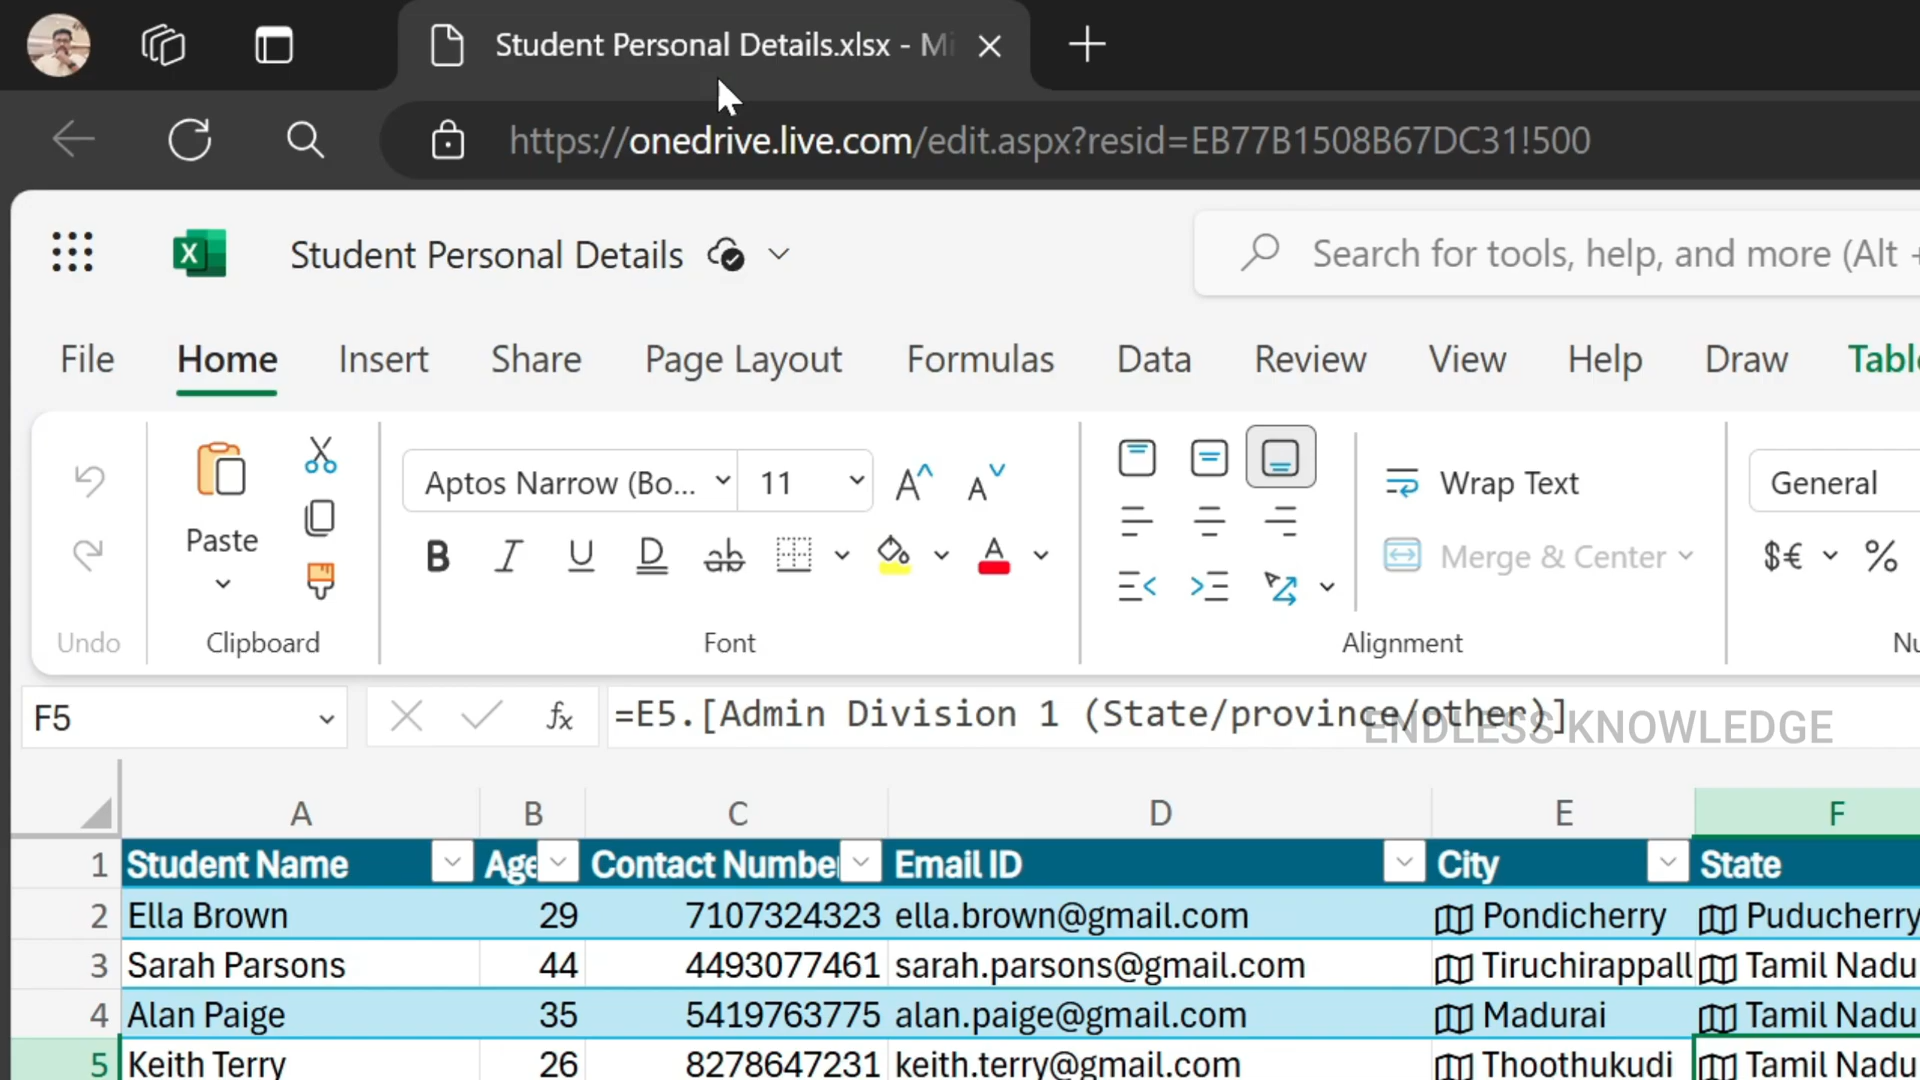 Student Personal Details.xlsx - Mi
https://onedrive.live.com/edit.aspx?resid=EB77B1508B67DC31!500
Student Personal Details
Search for tools, help, and more (Alt +
File Home Insert Share Page Layout Formulas Data Review View Help Draw Table
Aptos Narrow (Bo... 11
Wrap Text
General
Paste
Merge & Center
Undo Clipboard Font Alignment Nu
F5 =E5.[Admin Division 1 (State/province/other)]
ENDLESS KNOWLEDGE
A B C D E F
1 Student Name Age Contact Number Email ID City State
2 Ella Brown 29 7107324323 ella.brown@gmail.com Pondicherry Puducherry
3 Sarah Parsons 44 4493077461 sarah.parsons@gmail.com Tiruchirappall Tamil Nadu
4 Alan Paige 35 5419763775 alan.paige@gmail.com Madurai Tamil Nadu
5 Keith Terry 26 8278647231 keith.terry@gmail.com Thoothukudi Tamil Nadu